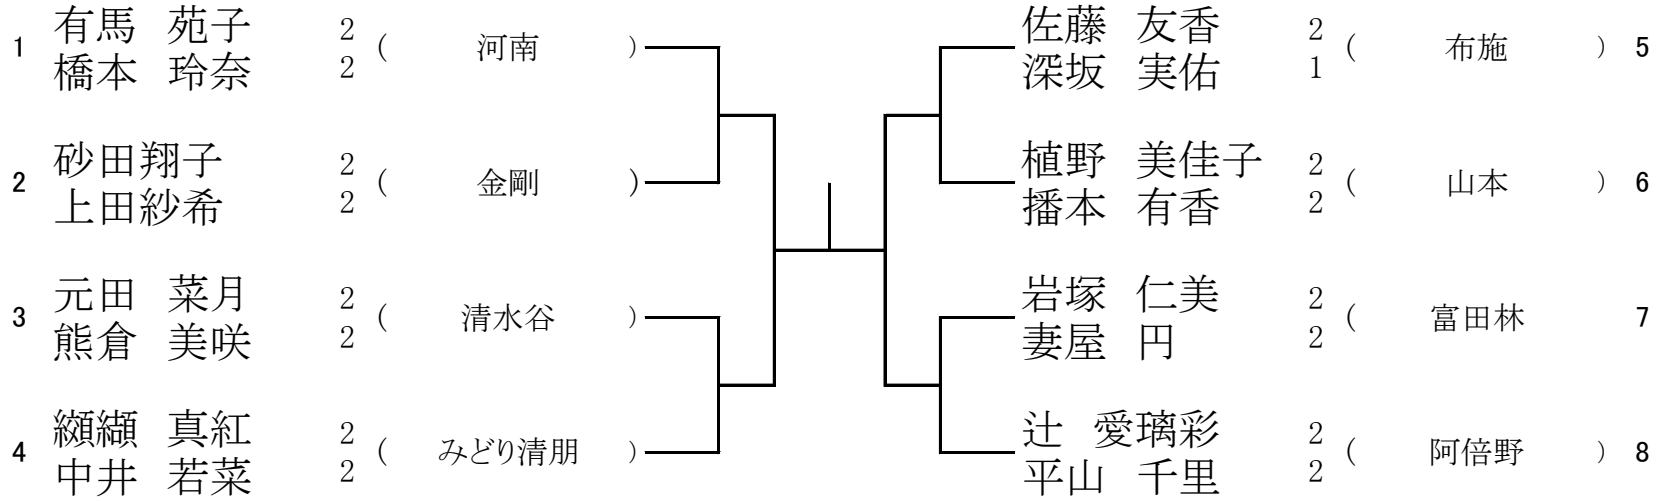 1 有馬 苑子 2 ( 河南 )
橋本 玲奈 2
2 砂田翔子 2 ( 金剛 )
上田紗希 2
3 元田 菜月 2 ( 清水谷 )
熊倉 美咲 2
4 纐纈 真紅 2 ( みどり清朋 )
中井 若菜 2
佐藤 友香 2 ( 布施 ) 5
深坂 実佑 1
植野 美佳子 2 ( 山本 ) 6
播本 有香 2
岩塚 仁美 2 ( 富田林 7
妻屋 円 2
辻 愛璃彩 2 ( 阿倍野 ) 8
平山 千里 2